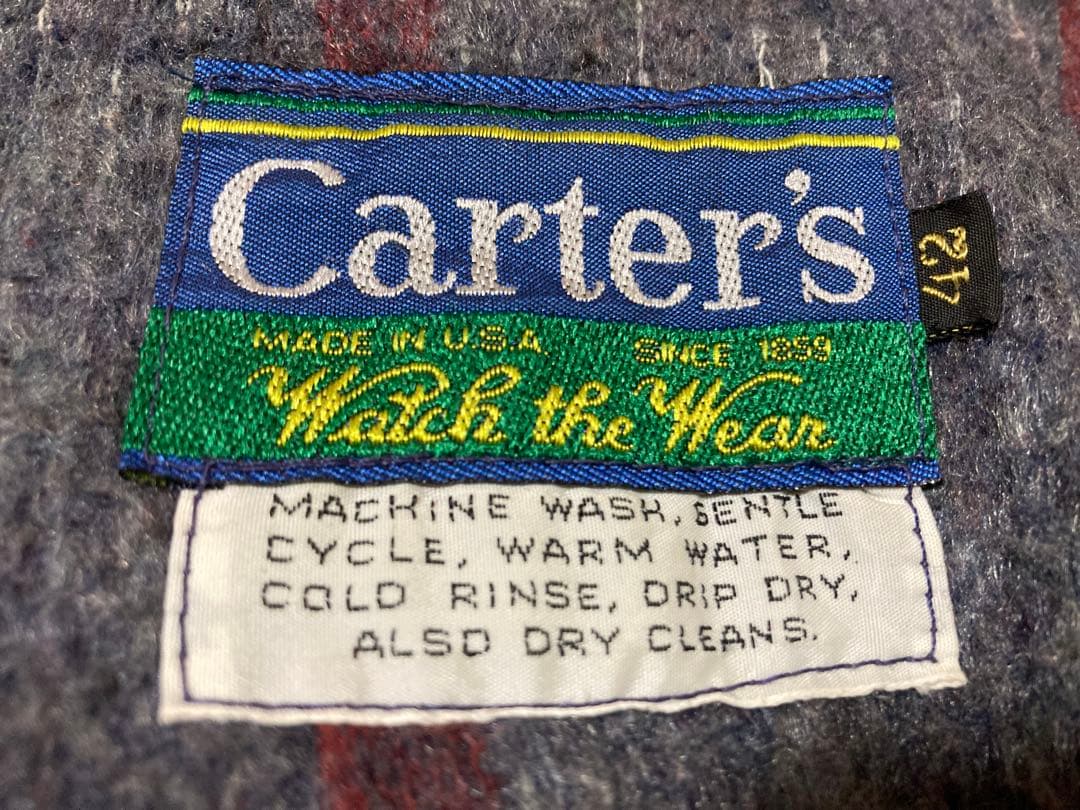 Carter's
42
MADE IN U.S.A. SINCE 1859
Watch the Wear
MACHINE WASH, GENTLE
CYCLE, WARM WATER,
COLD RINSE, DRIP DRY,
ALSO DRY CLEANS.